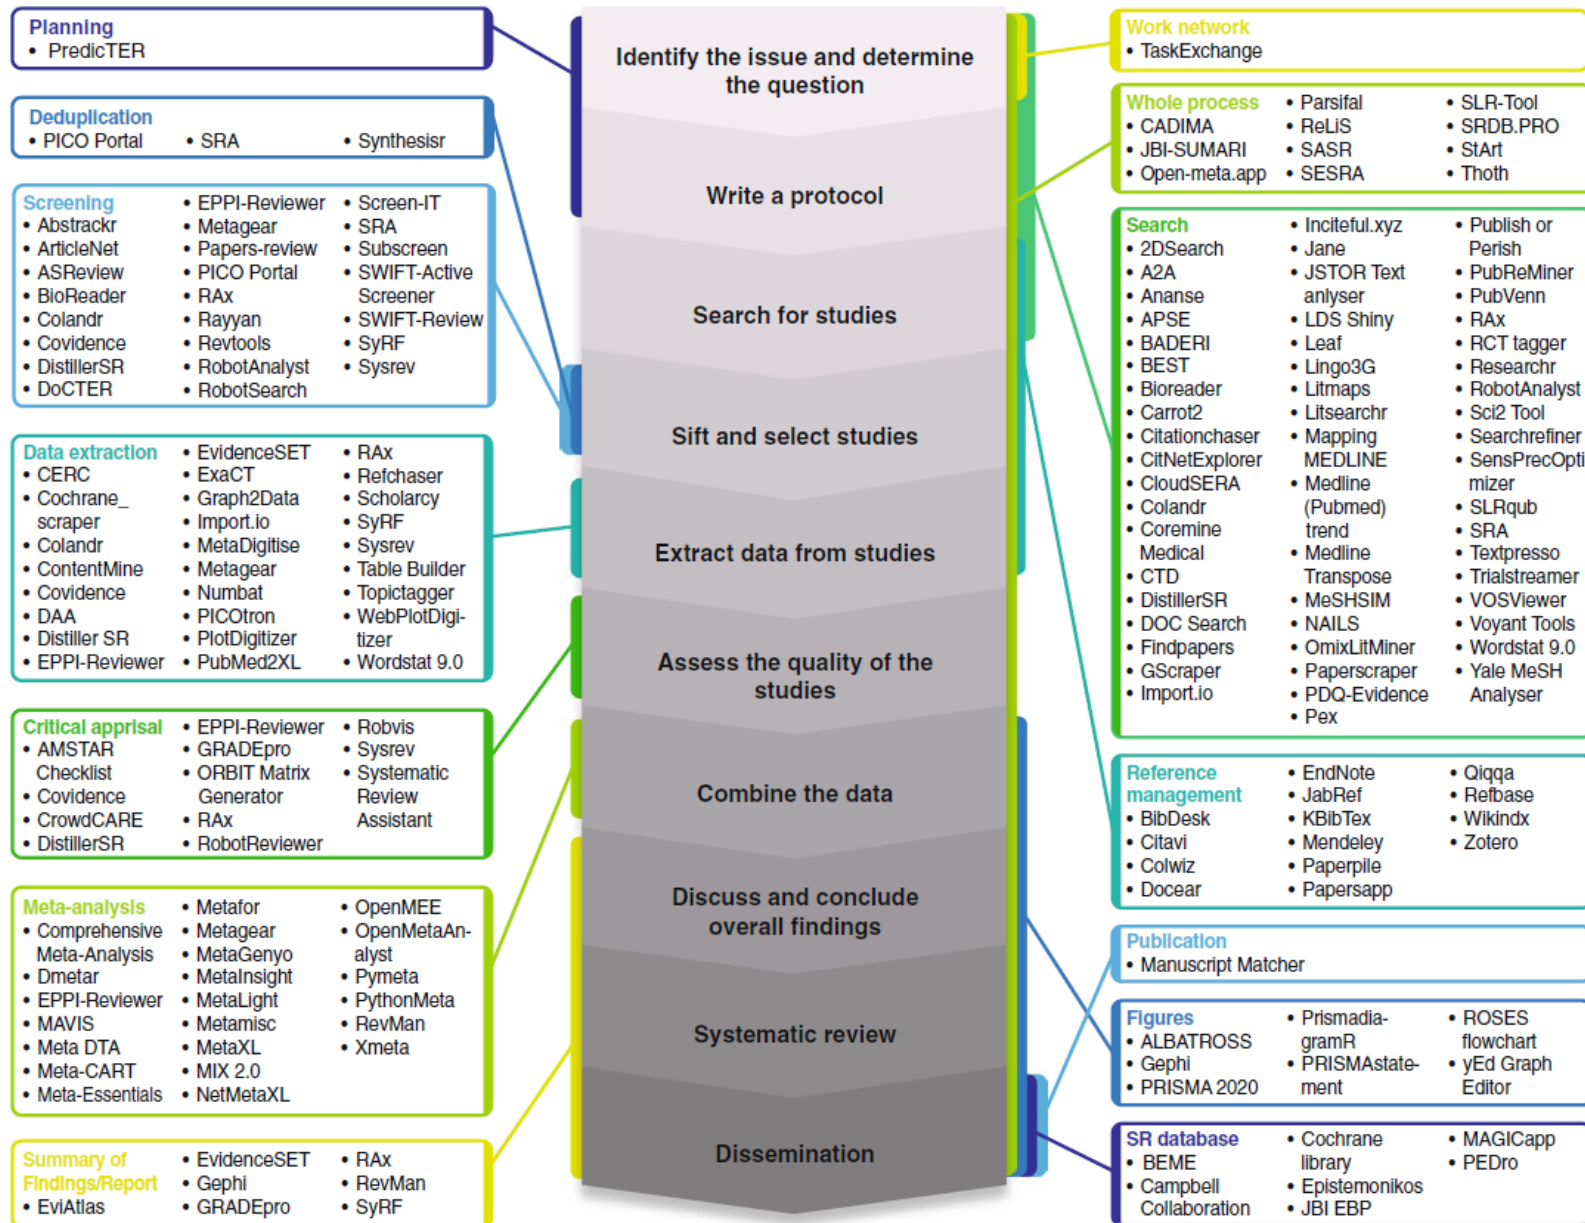 Planning
• PredicTER
Deduplication
• PICO Portal
• SRA
• Synthesisr
Screening
• Abstrackr
• ArticleNet
• ASReview
• BioReader
• Colandr
• Covidence
• DistillerSR
• DoCTER
• EPPI-Reviewer
• Metagear
• Papers-review
• PICO Portal
• RAx
• Rayyan
• Revtools
• RobotAnalyst
• RobotSearch
• Screen-IT
• SRA
• Subscreen
• SWIFT-Active
Screener
• SWIFT-Review
• SyRF
• Sysrev
Data extraction
• CERC
• Cochrane_
scraper
• Colandr
• ContentMine
• Covidence
• DAA
• Distiller SR
• EPPI-Reviewer
• EvidenceSET
• ExaCT
• Graph2Data
• Import.io
• MetaDigitise
• Metagear
• Numbat
• PICOtron
• PlotDigitizer
• PubMed2XL
• RAx
• Refchaser
• Scholarcy
• SyRF
• Sysrev
• Table Builder
• Topictagger
• WebPlotDigi-
tizer
• Wordstat 9.0
Critical apprisal
• AMSTAR
Checklist
• Covidence
• CrowdCARE
• DistillerSR
• EPPI-Reviewer
• GRADEpro
• ORBIT Matrix
Generator
• RAx
• RobotReviewer
• Robvis
• Sysrev
• Systematic
Review
Assistant
Meta-analysis
• Comprehensive
Meta-Analysis
• Dmetar
• EPPI-Reviewer
• MAVIS
• Meta DTA
• Meta-CART
• Meta-Essentials
• Metafor
• Metagear
• MetaGenyo
• MetaInsight
• MetaLight
• Metamisc
• MetaXL
• MIX 2.0
• NetMetaXL
• OpenMEE
• OpenMetaAn-
alyst
• Pymeta
• PythonMeta
• RevMan
• Xmeta
Summary of
Findings/Report
• EviAtlas
• EvidenceSET
• Gephi
• GRADEpro
• RAx
• RevMan
• SyRF
Identify the issue and determine
the question
Write a protocol
Search for studies
Sift and select studies
Extract data from studies
Assess the quality of the
studies
Combine the data
Discuss and conclude
overall findings
Systematic review
Dissemination
Work network
• TaskExchange
Whole process
• CADIMA
• JBI-SUMARI
• Open-meta.app
• Parsifal
• ReLiS
• SASR
• SESRA
• SLR-Tool
• SRDB.PRO
• StArt
• Thoth
Search
• 2DSearch
• A2A
• Ananse
• APSE
• BADERI
• BEST
• Bioreader
• Carrot2
• Citationchaser
• CitNetExplorer
• CloudSERA
• Colandr
• Coremine
Medical
• CTD
• DistillerSR
• DOC Search
• Findpapers
• GScraper
• Import.io
• Inciteful.xyz
• Jane
• JSTOR Text
anlyser
• LDS Shiny
• Leaf
• Lingo3G
• Litmaps
• Litsearchr
• Mapping
MEDLINE
• Medline
(Pubmed)
trend
• Medline
Transpose
• MeSHSIM
• NAILS
• OmixLitMiner
• Paperscraper
• PDQ-Evidence
• Pex
• Publish or
Perish
• PubReMiner
• PubVenn
• RAx
• RCT tagger
• Researchr
• RobotAnalyst
• Sci2 Tool
• Searchrefiner
• SensPrecOpti
mizer
• SLRqub
• SRA
• Textpresso
• Trialstreamer
• VOSViewer
• Voyant Tools
• Wordstat 9.0
• Yale MeSH
Analyser
Reference
management
• BibDesk
• Citavi
• Colwiz
• Docear
• EndNote
• JabRef
• KBibTex
• Mendeley
• Paperpile
• Papersapp
• Qiqqa
• Refbase
• Wikindx
• Zotero
Publication
• Manuscript Matcher
Figures
• ALBATROSS
• Gephi
• PRISMA 2020
• Prismadia-
gramR
• PRISMAstate-
ment
• ROSES
flowchart
• yEd Graph
Editor
SR database
• BEME
• Campbell
Collaboration
• Cochrane
library
• Epistemonikos
• JBI EBP
• MAGICapp
• PEDro